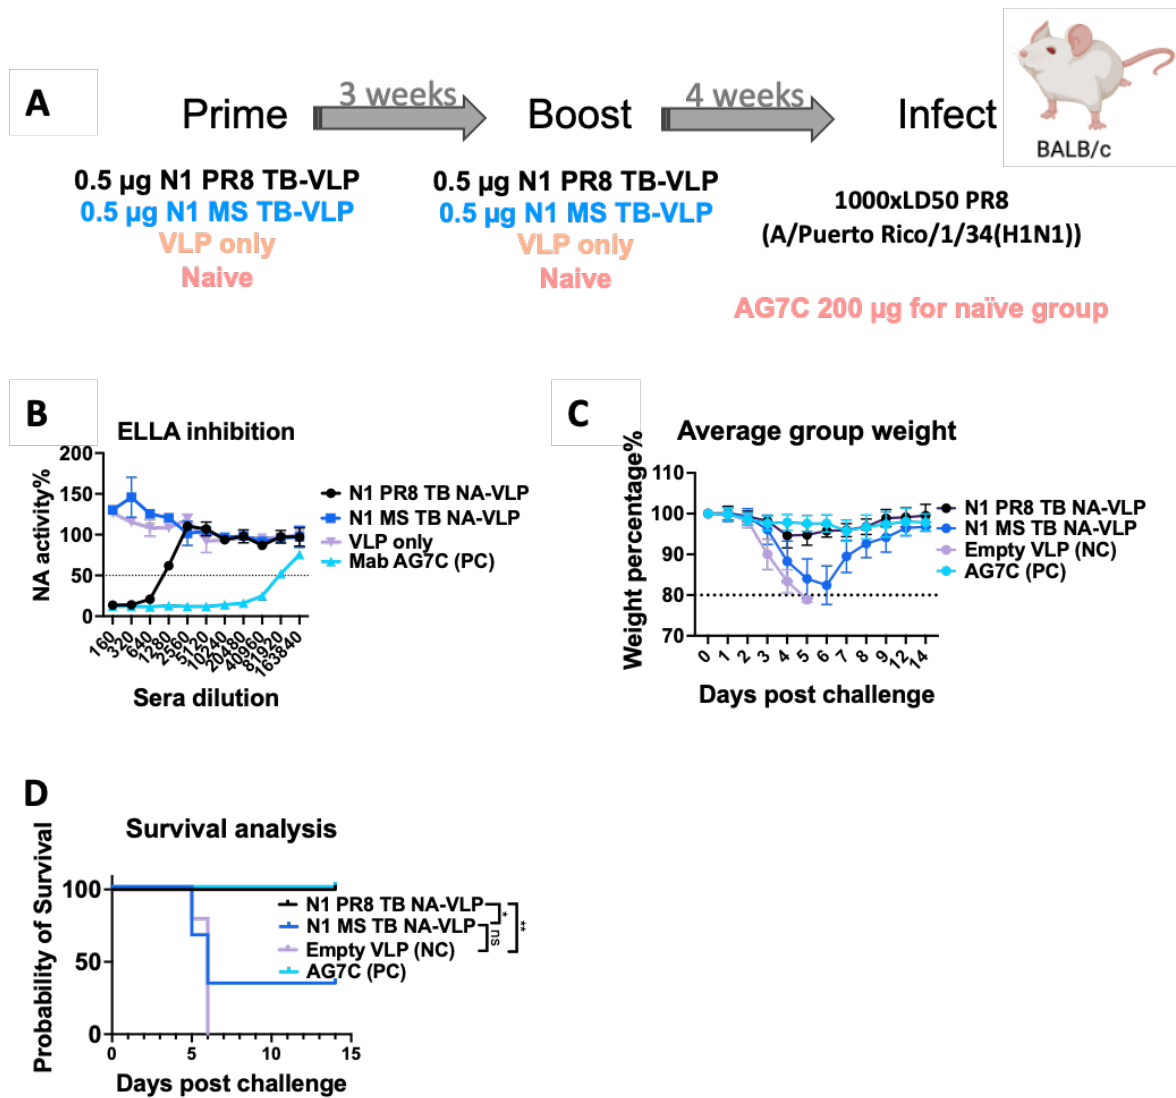 A
Prime
3 weeks
Boost
4 weeks
Infect
BALB/c
0.5 µg N1 PR8 TB-VLP
0.5 µg N1 MS TB-VLP
VLP only
Naive
0.5 µg N1 PR8 TB-VLP
0.5 µg N1 MS TB-VLP
VLP only
Naive
1000xLD50 PR8
(A/Puerto Rico/1/34(H1N1))
AG7C 200 µg for naïve group
B
ELLA inhibition
NA activity%
200
150
100
50
0
160
320
640
1280
2560
5120
10240
20480
40960
81920
163840
Sera dilution
N1 PR8 TB NA-VLP
N1 MS TB NA-VLP
VLP only
Mab AG7C (PC)
C
Average group weight
Weight percentage%
110
100
90
80
70
0
1
2
3
4
5
6
7
8
9
12
14
Days post challenge
N1 PR8 TB NA-VLP
N1 MS TB NA-VLP
Empty VLP (NC)
AG7C (PC)
D
Survival analysis
Probability of Survival
100
50
0
0
5
10
15
Days post challenge
N1 PR8 TB NA-VLP
N1 MS TB NA-VLP
Empty VLP (NC)
AG7C (PC)
*
ns
**